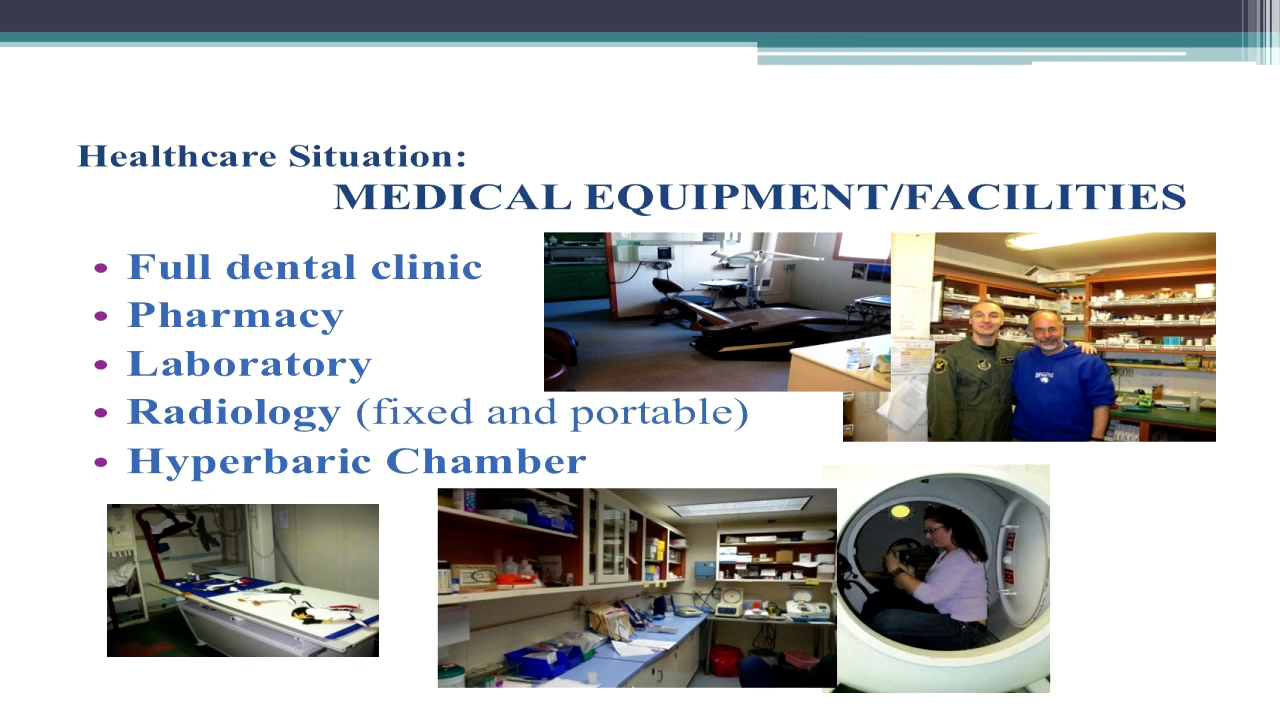 Healthcare Situation:
MEDICAL EQUIPMENT/FACILITIES
• Full dental clinic
• Pharmacy
• Laboratory
• Radiology (fixed and portable)
• Hyperbaric Chamber